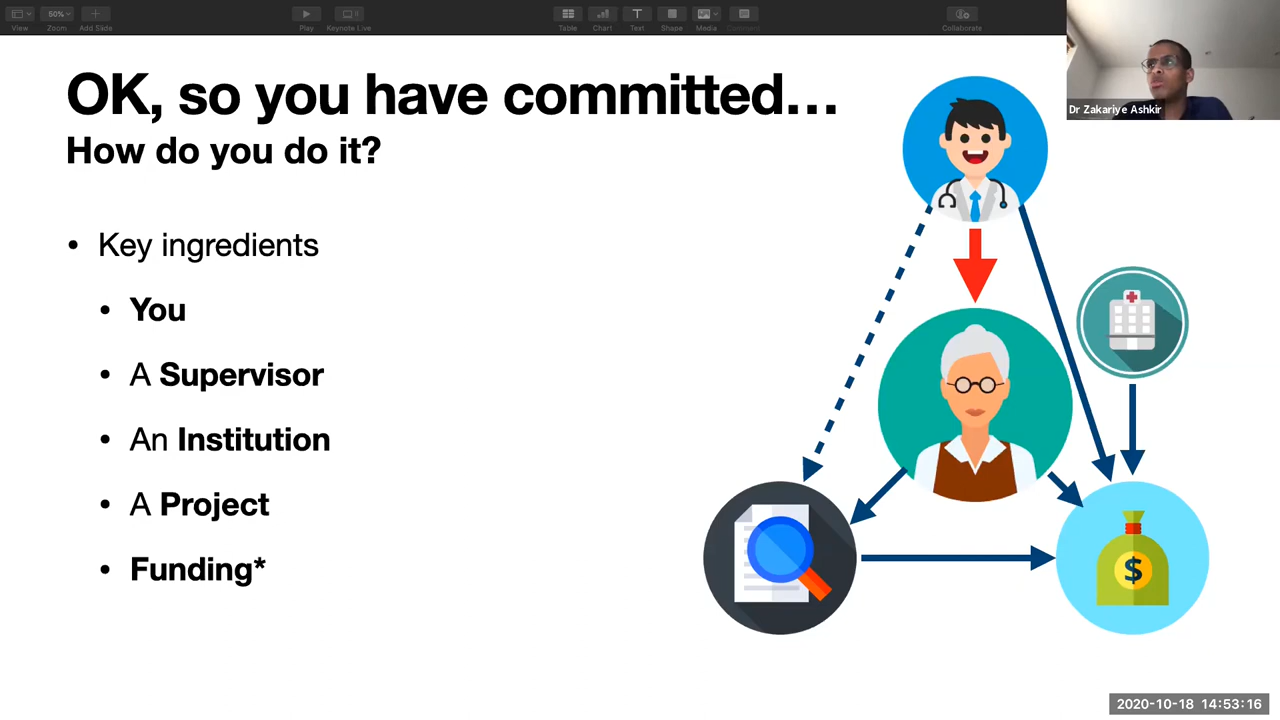 View
50%
Zoom
Add Slide
Play
Keynote Live
Table
Chart
Text
Shape
Media
Comment
Collaborate
Dr Zakariye Ashkir
OK, so you have committed…
How do you do it?
• Key ingredients
• You
• A Supervisor
• An Institution
• A Project
• Funding*
$
2020-10-18 14:53:16